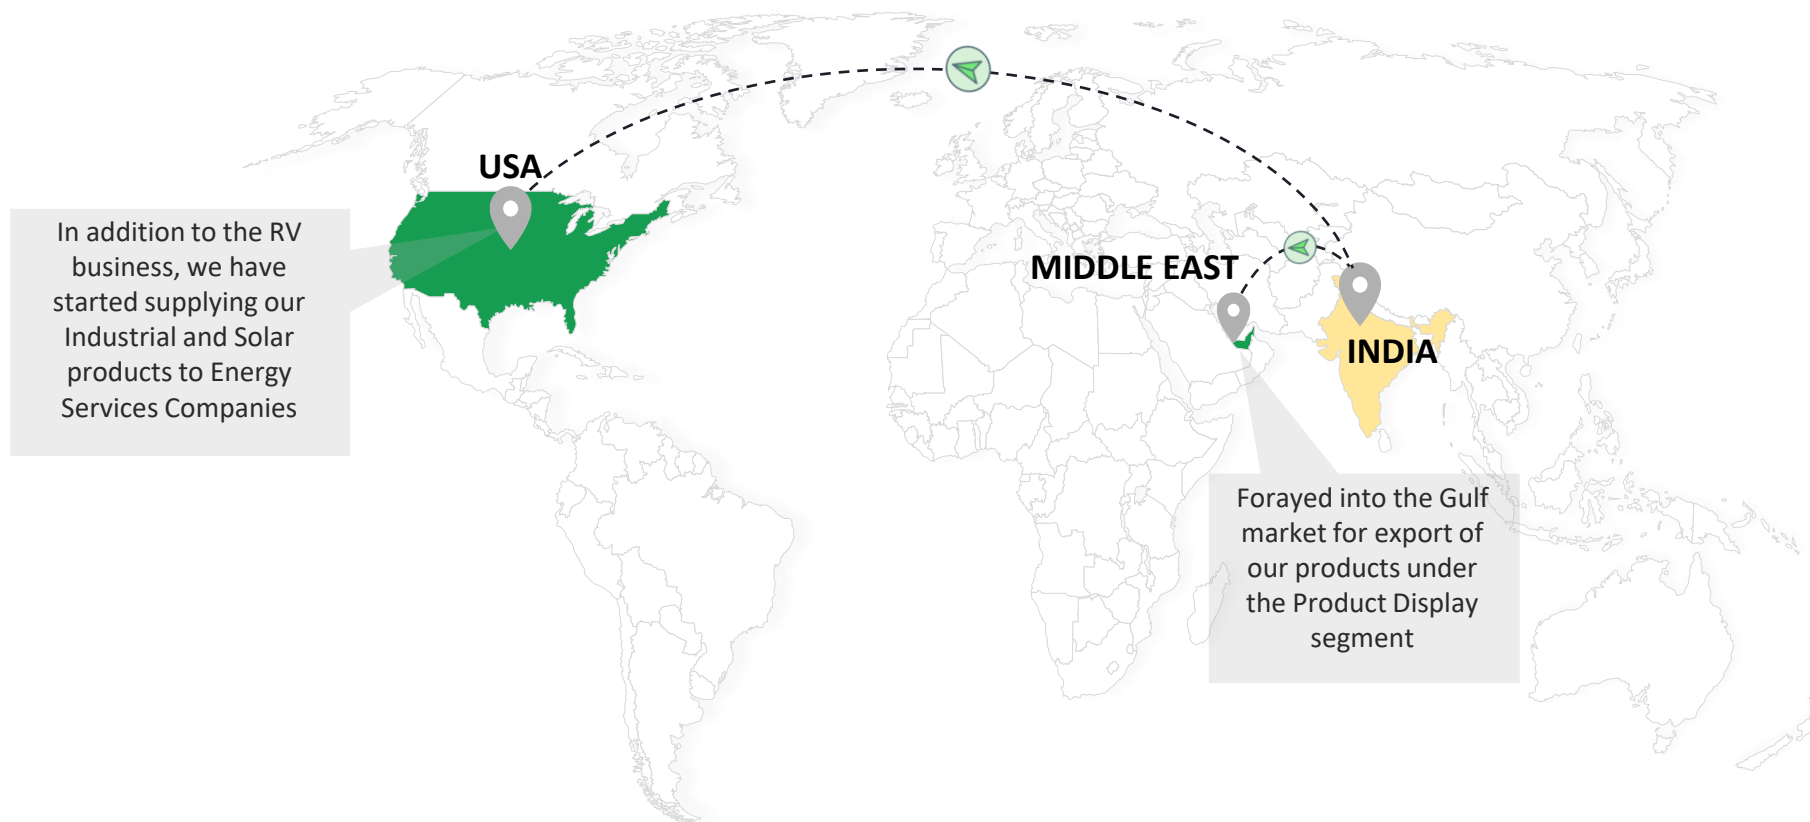 USA
In addition to the RV
business, we have
started supplying our
Industrial and Solar
products to Energy
Services Companies
MIDDLE EAST
INDIA
Forayed into the Gulf
market for export of
our products under
the Product Display
segment